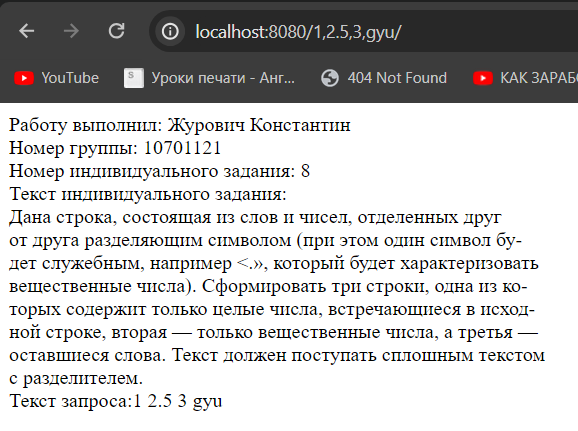 localhost:8080/1,2.5,3,gyu/
YouTube S Уроки печати - Анг... 404 Not Found КАК ЗАРАБО
Работу выполнил: Журович Константин
Номер группы: 10701121
Номер индивидуального задания: 8
Текст индивидуального задания:
Дана строка, состоящая из слов и чисел, отделенных друг
от друга разделяющим символом (при этом один символ бу-
дет служебным, например <.», который будет характеризовать
вещественные числа). Сформировать три строки, одна из ко-
торых содержит только целые числа, встречающиеся в исход-
ной строке, вторая — только вещественные числа, а третья —
оставшиеся слова. Текст должен поступать сплошным текстом
с разделителем.
Текст запроса:1 2.5 3 gyu